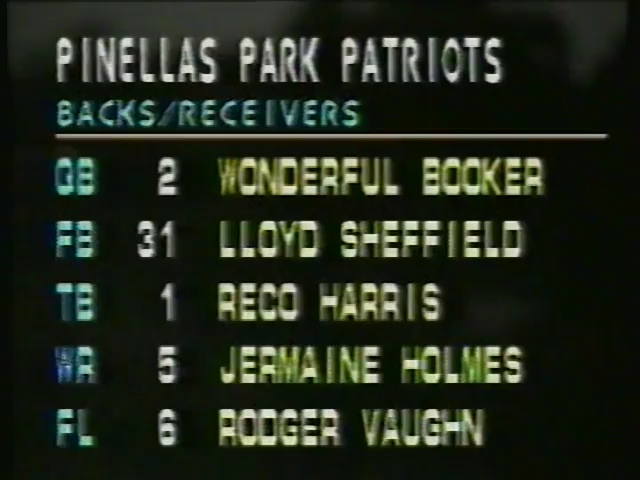 PINELLAS PARK PATRIOTS
BACKS/RECEIVERS
QB 2 WONDERFUL BOOKER
FB 31 LLOYD SHEFFIELD
TB 1 RECO HARRIS
WR 5 JERMAINE HOLMES
FL 6 RODGER VAUGHN